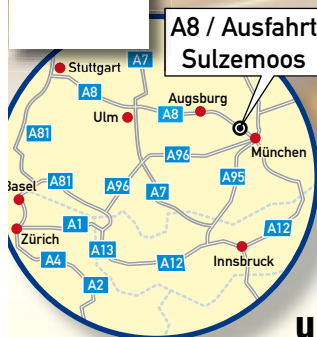 A8 / Ausfahrt
Sulzemoos
A7
Stuttgart
A8
Augsburg
Ulm
A8
A81
München
A96
Basel
A81
A96
A7
A95
A1
Zürich
A13
A12
A4
A12
Innsbruck
A2
u